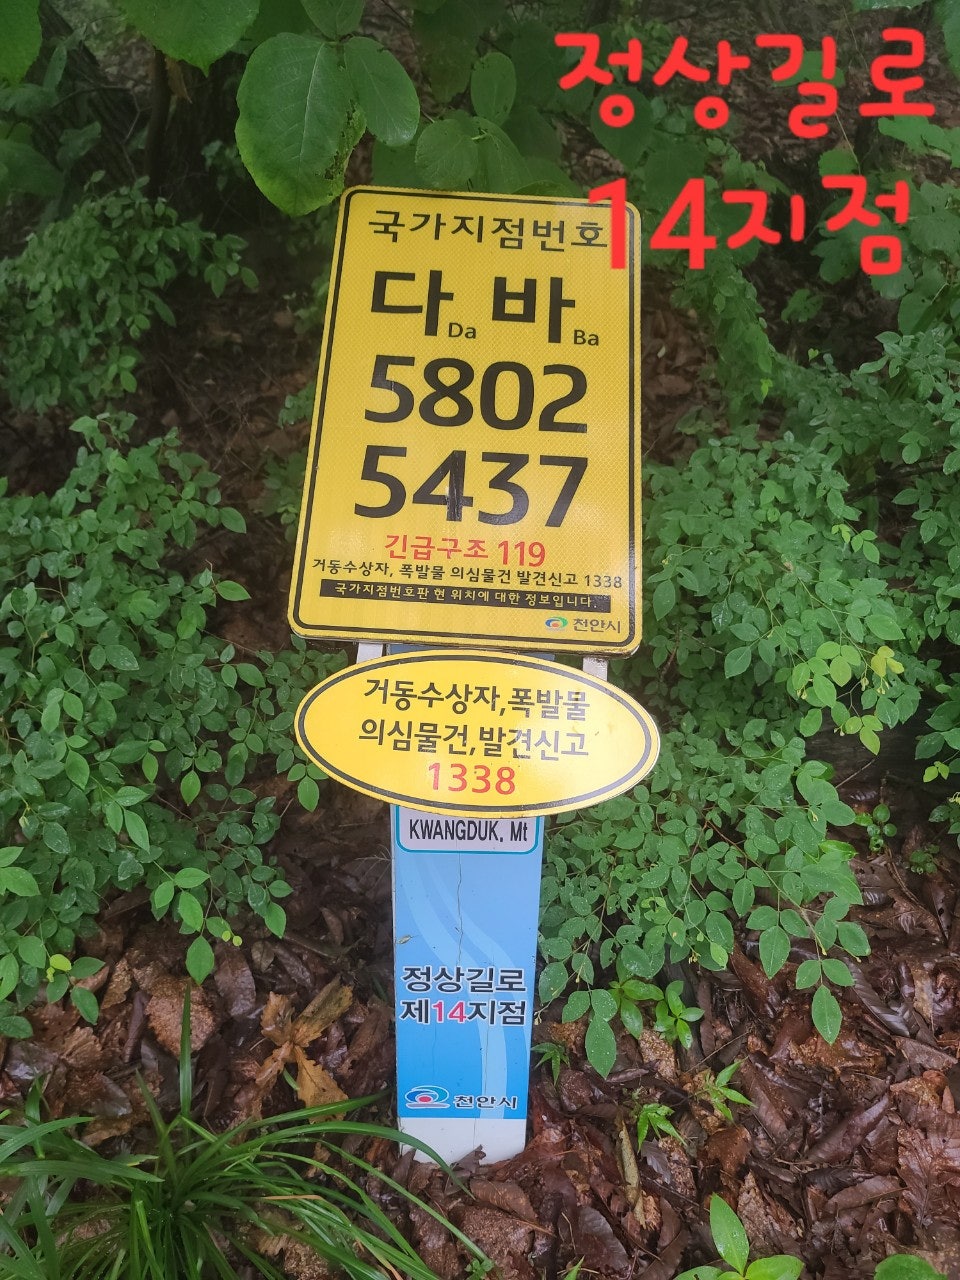 정상길로
14지점
국가지점번호
다 Da 바 Ba
5802
5437
긴급구조 119
거동수상자, 폭발물 의심물건 발견신고 1338
국가지점번호판 현 위치에 대한 정보입니다.
천안시
거동수상자,폭발물
의심물건,발견신고
1338
KWANGDUK. Mt
정상길로
제14지점
천안시